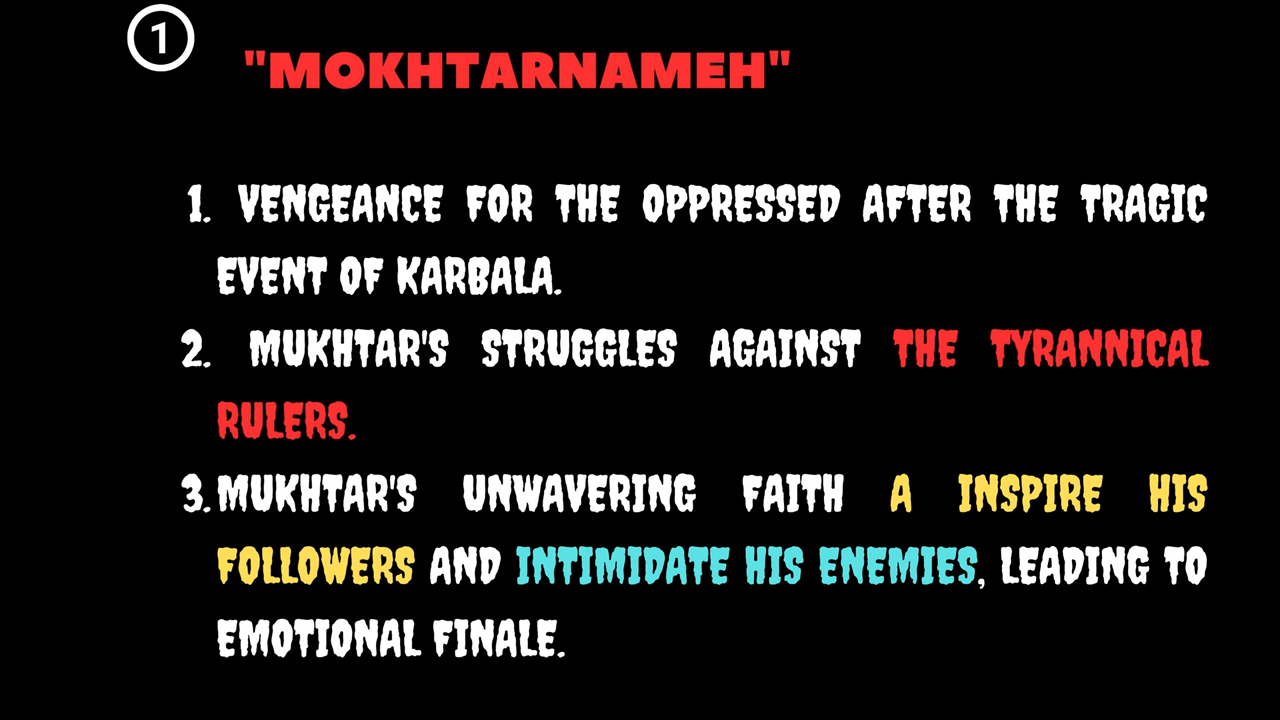 1
"MOKHTARNAMEH"
1. VENGEANCE FOR THE OPPRESSED AFTER THE TRAGIC
EVENT OF KARBALA.
2. MUKHTAR'S STRUGGLES AGAINST THE TYRANNICAL
RULERS.
3. MUKHTAR'S UNWAVERING FAITH A INSPIRE HIS
FOLLOWERS AND INTIMIDATE HIS ENEMIES, LEADING TO
EMOTIONAL FINALE.